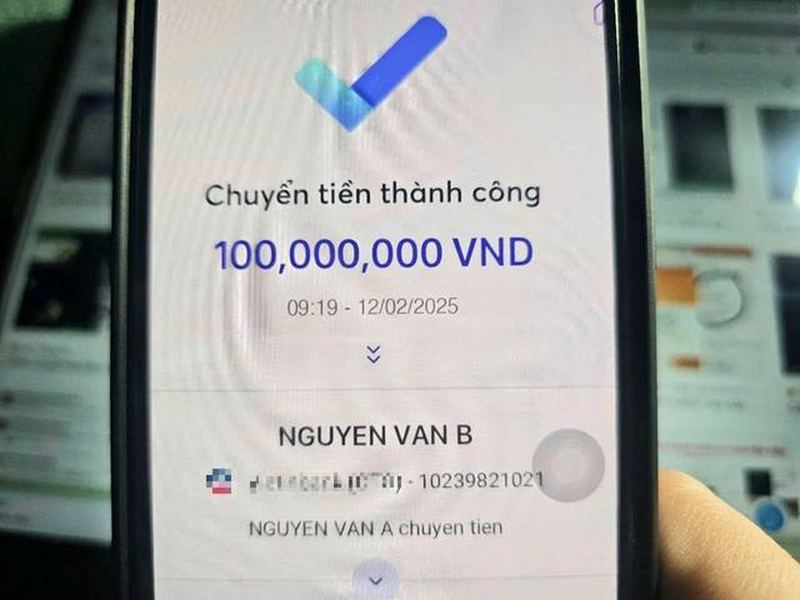 Chuyển tiền thành công
100,000,000 VND
09:19 - 12/02/2025
NGUYEN VAN B
- 10239821021
NGUYEN VAN A chuyen tien